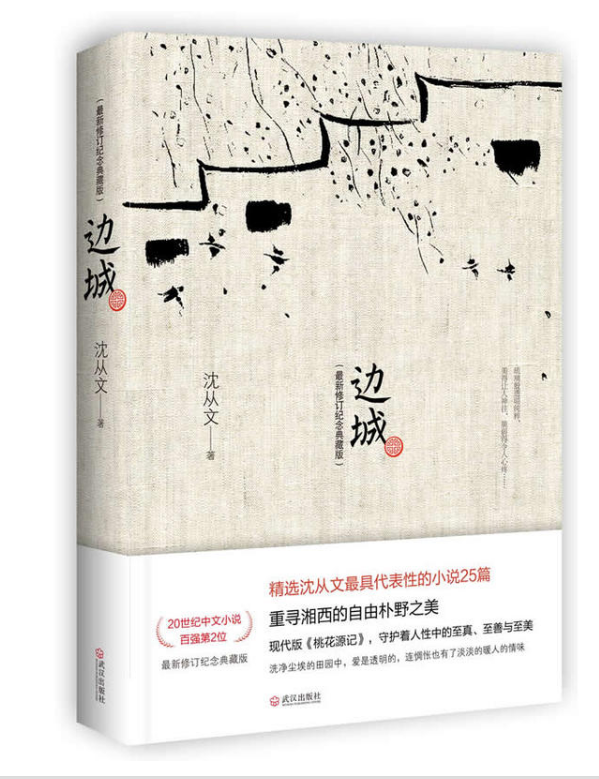 （最新修订纪念典藏版）
边城
沈从文 著
边城
（最新修订纪念典藏版）
沈从文 著
美得让人神往，
精选沈从文最具代表性的小说25篇
重寻湘西的自由朴野之美
现代版《桃花源记》，守护着人性中的至真、至善与至美
洗净尘埃的田园中，爱是透明的，连惆怅也有了淡淡的暖人的情味
20世纪中文小说
百强第2位
最新修订纪念典藏版
武汉出版社
武汉出版社